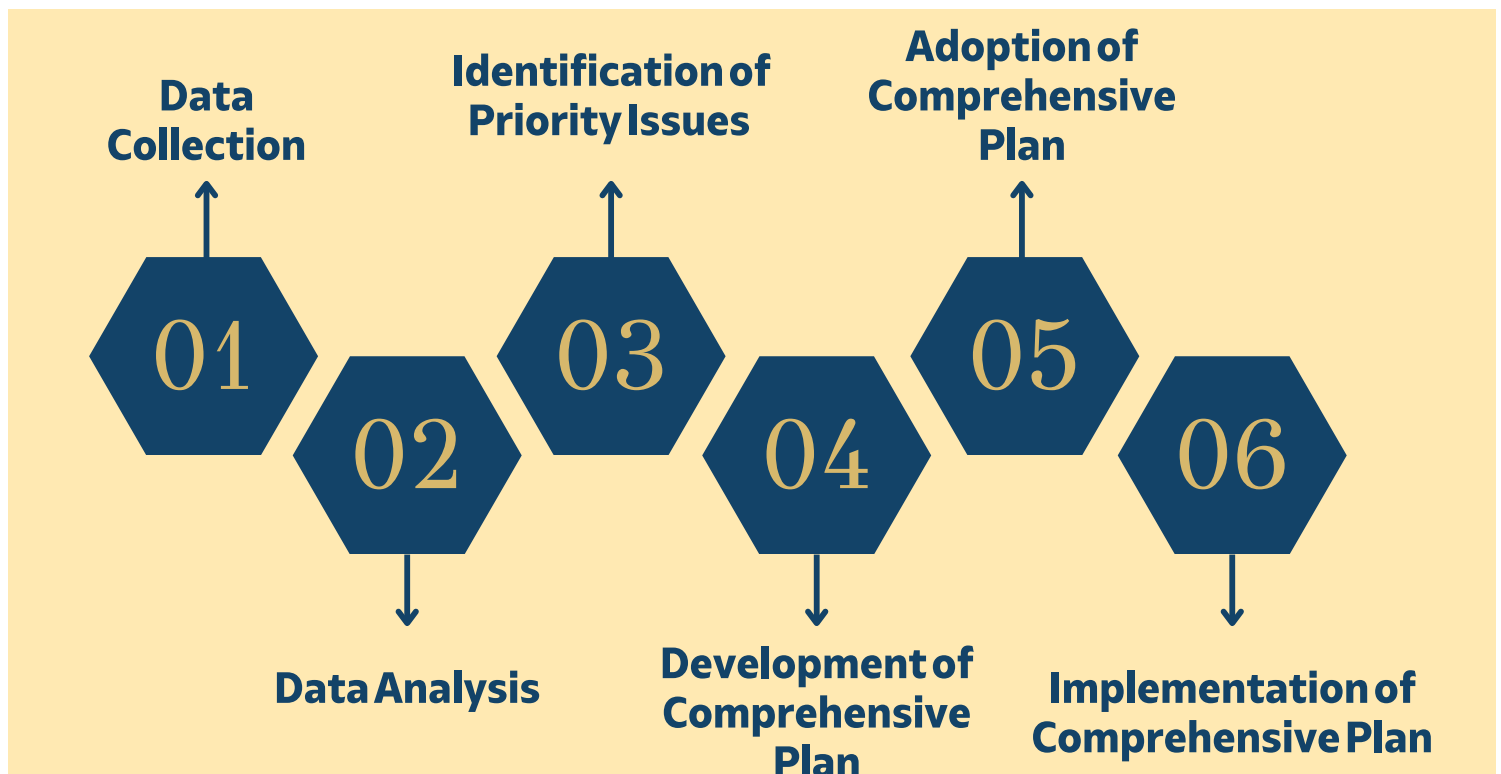 Data
Collection
01
02
Data Analysis
Identification of
Priority Issues
03
04
Development of
Comprehensive
Plan
Adoption of
Comprehensive
Plan
05
06
Implementation of
Comprehensive Plan